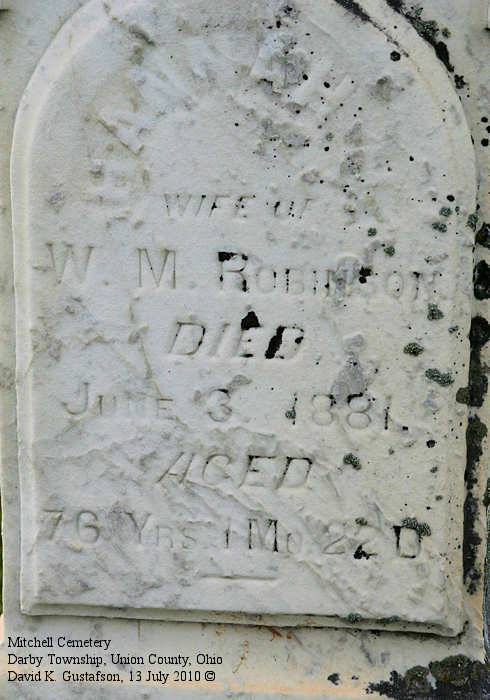 WIFE OF
W. M. ROBINSON
DIED
JUNE 3, 1881.
AGED
76 YRS. 1 MO. 22 D.
Mitchell Cemetery
Darby Township, Union County, Ohio
David K. Gustafson, 13 July 2010 ©